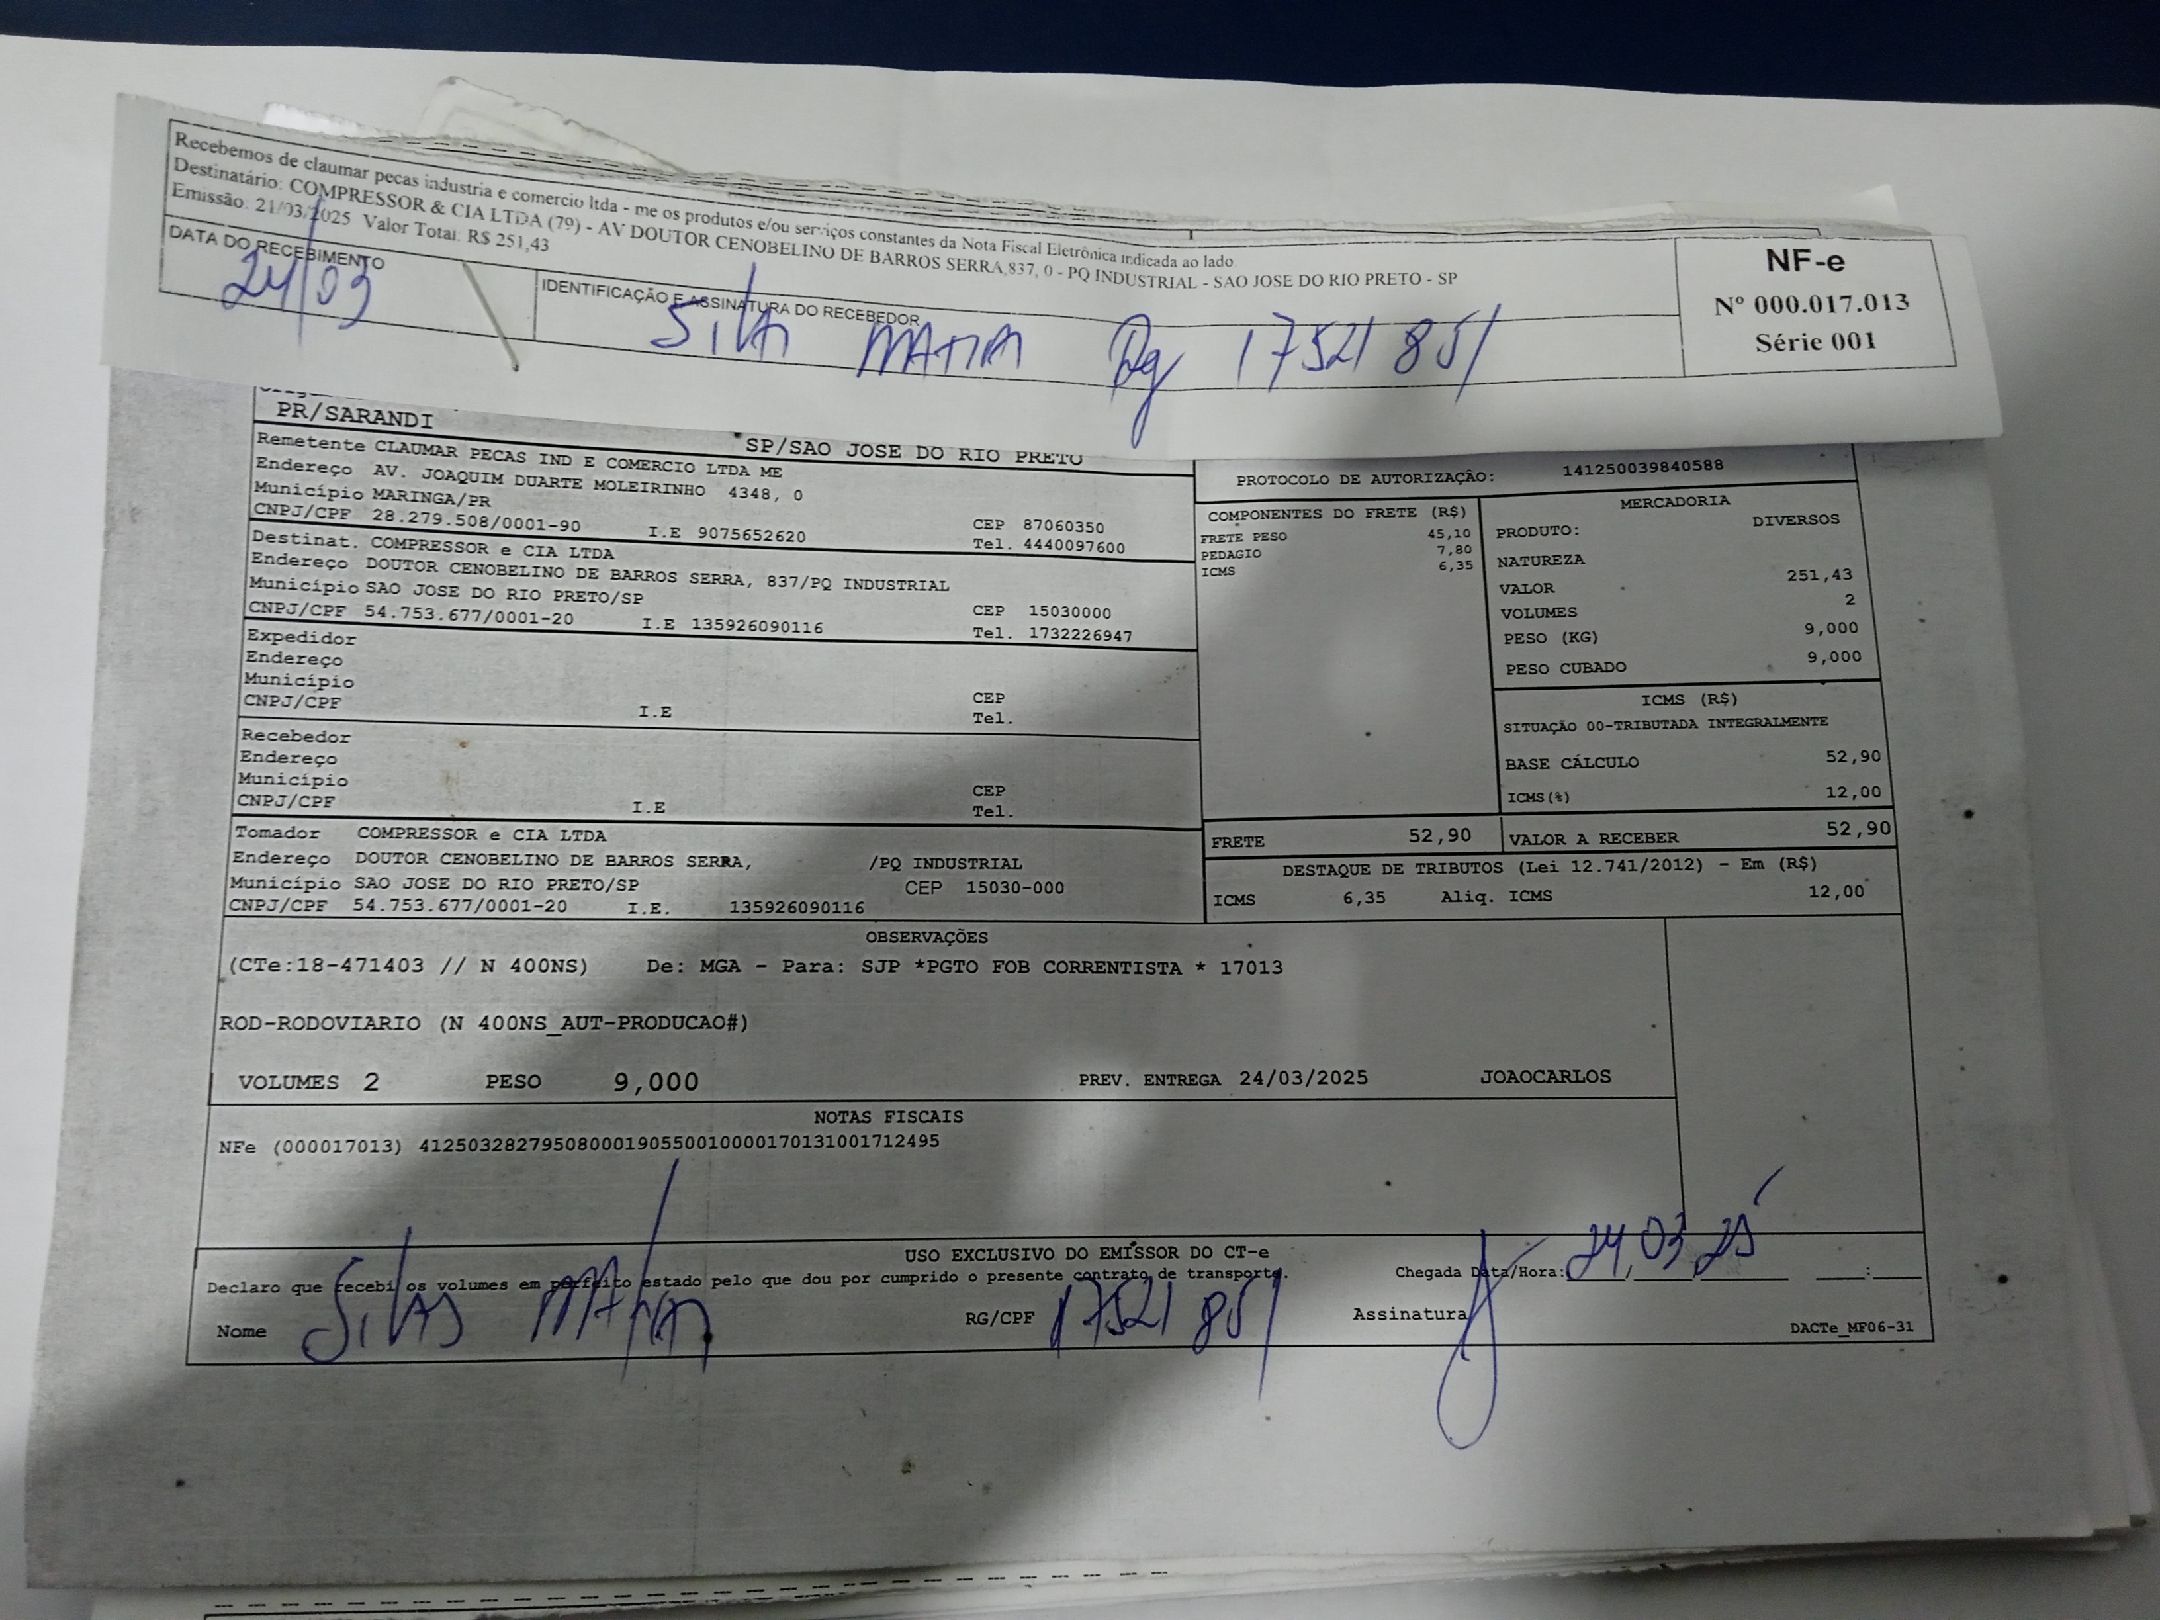 Recebemos de claumar pecas industria e comercio ltda - me os produtos e/ou serviços constantes da Nota Fiscal Eletrônica indicada ao lado
Destinatário: COMPRESSOR & CIA LTDA (79) - AV DOUTOR CENOBELINO DE BARROS SERRA,837, 0 - PQ INDUSTRIAL - SAO JOSE DO RIO PRETO - SP
Emissão: 21/03/2025 Valor Total: R$ 251,43
DATA DO RECEBIMENTO
24/03
IDENTIFICAÇÃO E ASSINATURA DO RECEBEDOR
17521 851
NF-e
Nº 000.017.013
Série 001
PR/SARANDI
SP/SAO JOSE DO RIO PRETO
Remetente CLAUMAR PECAS IND E COMERCIO LTDA ME
Endereço AV. JOAQUIM DUARTE MOLEIRINHO 4348, 0
Município MARINGA/PR CEP 87060350
CNPJ/CPF 28.279.508/0001-90 I.E 9075652620 Tel. 4440097600
Destinat. COMPRESSOR e CIA LTDA
Endereço DOUTOR CENOBELINO DE BARROS SERRA, 837/PQ INDUSTRIAL
Município SAO JOSE DO RIO PRETO/SP CEP 15030000
CNPJ/CPF 54.753.677/0001-20 I.E 135926090116 Tel. 1732226947
Expedidor
Endereço
Município CEP
CNPJ/CPF I.E Tel.
Recebedor
Endereço
Município CEP
CNPJ/CPF I.E Tel.
Tomador COMPRESSOR e CIA LTDA
Endereço DOUTOR CENOBELINO DE BARROS SERRA, /PQ INDUSTRIAL
Município SAO JOSE DO RIO PRETO/SP CEP 15030-000
CNPJ/CPF 54.753.677/0001-20 I.E. 135926090116
PROTOCOLO DE AUTORIZAÇÂO: 141250039840588
COMPONENTES DO FRETE (R$)
FRETE PESO 45,10
PEDAGIO 7,80
ICMS 6,35
MERCADORIA
PRODUTO: DIVERSOS
NATUREZA
VALOR 251,43
VOLUMES 2
PESO (KG) 9,000
PESO CUBADO 9,000
ICMS (R$)
SITUAÇÃO 00-TRIBUTADA INTEGRALMENTE
BASE CÁLCULO 52,90
ICMS(%) 12,00
FRETE 52,90 VALOR A RECEBER 52,90
DESTAQUE DE TRIBUTOS (Lei 12.741/2012) - Em (R$)
ICMS 6,35 Aliq. ICMS 12,00
OBSERVAÇÕES
(CTe:18-471403 // N 400NS) De: MGA - Para: SJP *PGTO FOB CORRENTISTA * 17013
ROD-RODOVIARIO (N 400NS_AUT-PRODUCAO#)
VOLUMES 2 PESO 9,000 PREV. ENTREGA 24/03/2025 JOAOCARLOS
NOTAS FISCAIS
NFe (000017013) 41250328279508000190550010000170131001712495
USO EXCLUSIVO DO EMISSOR DO CT-e
Declaro que recebi os volumes em perfeito estado pelo que dou por cumprido o presente contrato de transporte.
Chegada Data/Hora: 24 03 25
Nome Silas
RG/CPF 17521 851
Assinatura
DACTe_MF06-31